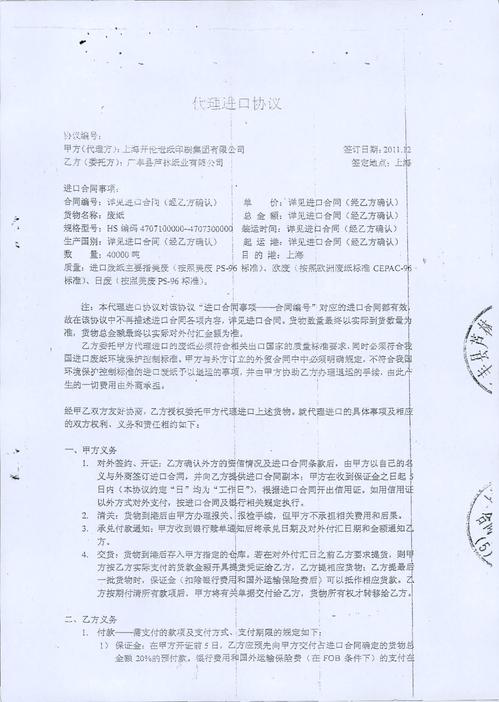 代理进口协议
协议编号：
甲方（代理方）：上海开伦造纸印刷集团有限公司 签订日期：2011.12
乙方（委托方）：广丰县芦林纸业有限公司 签定地点：上海
进口合同事项：
合同编号：详见进口合同（经乙方确认） 单 价：详见进口合同（经乙方确认）
货物名称：废纸 总 金 额：详见进口合同（经乙方确认）
规格型号：HS 编码 4707100000--4707300000 装运时间：详见进口合同（经乙方确认）
生产国别：详见进口合同（经乙方确认） 起 运 港：详见进口合同（经乙方确认）
数 量：40000 吨 目 的 港：上海
质量：进口废纸主要指美废（按照美废 PS-96 标准）、欧废（按照欧洲废纸标准 CEPAC-96
标准）、日废（按照美废 PS-96 标准）。
注：本代理进口协议对该协议“进口合同事项——合同编号”对应的进口合同都有效，
故在该协议中不再描述进口合同各项内容，详见进口合同。货物数量最终以实际到货数量为
准，货物总金额最终以实际对外付汇金额为准。
乙方委托甲方代理进口的废纸必须符合相关出口国家的质量标准要求，同时必须符合我
国进口废纸环境保护控制标准。甲方与外方订立的外贸合同中必须明确规定，不符合我国
环境保护控制标准的进口废纸予以退运的事项，并由甲方协助乙方办理退运的手续，由此产
生的一切费用由外商承担。
经甲乙双方友好协商，乙方授权委托甲方代理进口上述货物。就代理进口的具体事项及相应
的双方权利、义务和责任相约如下：
一、甲方义务
1. 对外签约、开证：乙方确认外方的资信情况及进口合同条款后，由甲方以自己的名
义与外商签订进口合同，并向乙方提供进口合同副本；甲方在收到保证金之日起 5
日内（本协议约定“日”均为“工作日”），根据进口合同开出信用证。如用信用证
以外方式对外支付，按进口合同及银行相关规定执行。
2. 清关：货物到港后由甲方办理报关、报检手续，但甲方不承担相关费用和后果。
3. 承兑付款通知：甲方收到银行赎单通知后将承兑日期及对外付汇日期和金额通知乙
方。
4. 交货：货物到港后存入甲方指定的仓库。若在对外付汇日之前乙方要求提货，则甲
方按乙方实际支付的货款金额开具提货凭证给乙方，乙方提相应货物；乙方提最后
一批货物时，保证金（扣除银行费用和国外运输保险费后）可以抵作相应货款。乙
方按期付清所有款项后，甲方将有关单据交付给乙方，货物所有权才转移给乙方。
二、乙方义务
1. 付款——需支付的款项及支付方式、支付期限的规定如下：
1） 保证金：在甲方开证前 5 日，乙方应预先向甲方交付占进口合同确定的货物总
金额 20%的预付款。银行费用和国外运输保险费（在 FOB 条件下）的支付在